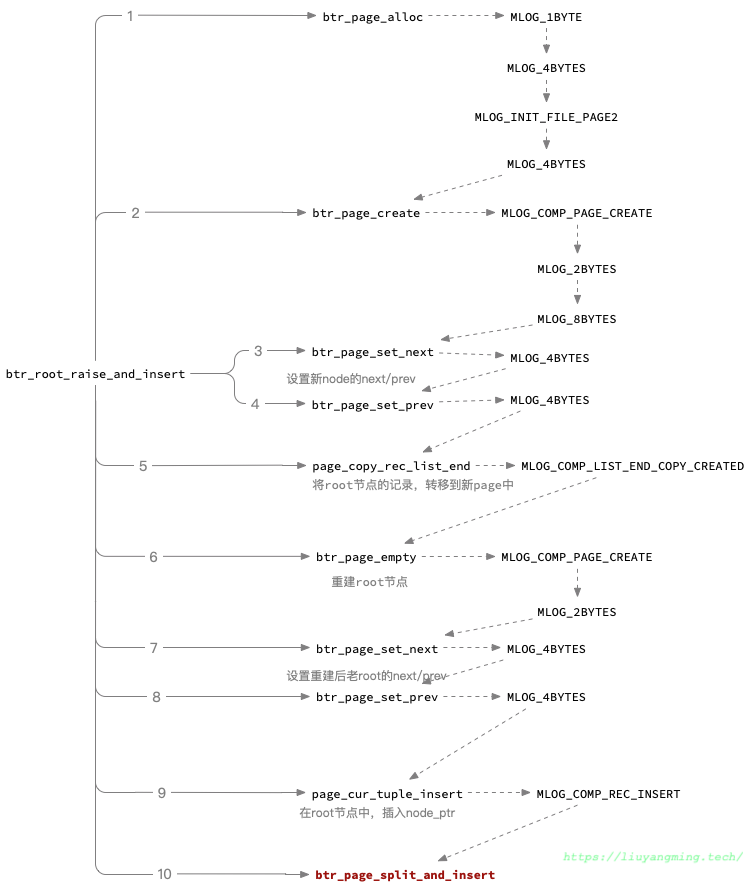 1 btr_page_alloc MLOG_1BYTE
MLOG_4BYTES
MLOG_INIT_FILE_PAGE2
MLOG_4BYTES
2 btr_page_create MLOG_COMP_PAGE_CREATE
MLOG_2BYTES
MLOG_8BYTES
3 btr_page_set_next MLOG_4BYTES
btr_root_raise_and_insert
设置新node的next/prev
4 btr_page_set_prev MLOG_4BYTES
5 page_copy_rec_list_end MLOG_COMP_LIST_END_COPY_CREATED
将root节点的记录，转移到新page中
6 btr_page_empty MLOG_COMP_PAGE_CREATE
重建root节点
MLOG_2BYTES
7 btr_page_set_next MLOG_4BYTES
设置重建后老root的next/prev
8 btr_page_set_prev MLOG_4BYTES
9 page_cur_tuple_insert MLOG_COMP_REC_INSERT
在root节点中，插入node_ptr
https://liuyangming.tech/
10 btr_page_split_and_insert